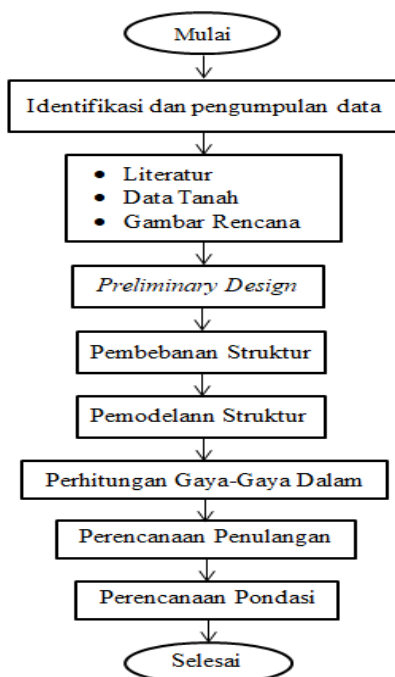 Mulai
Identifikasi dan pengumpulan data
• Literatur
• Data Tanah
• Gambar Rencana
Preliminary Design
Pembebanan Struktur
Pemodelann Struktur
Perhitungan Gaya-Gaya Dalam
Perencanaan Penulangan
Perencanaan Pondasi
Selesai